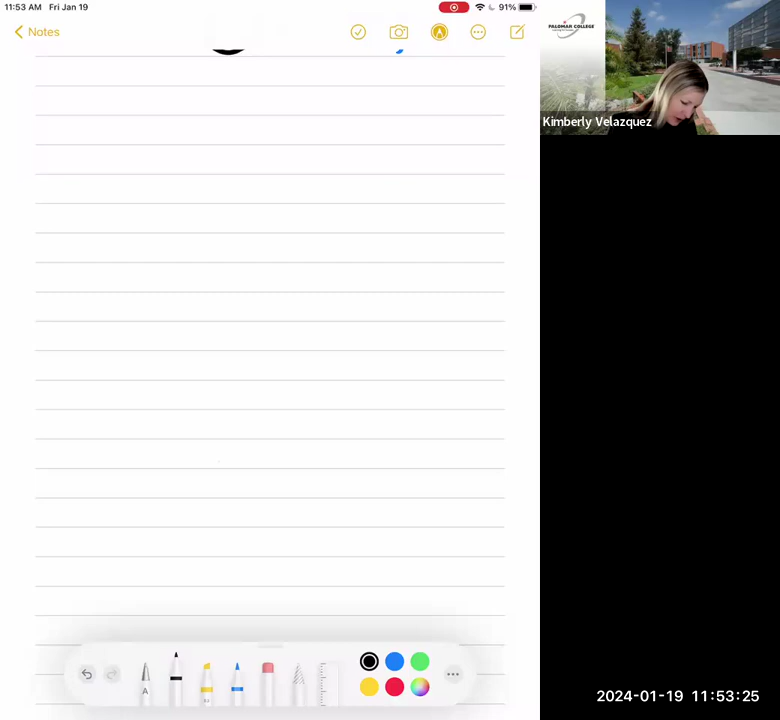 11:53 AM Fri Jan 19
91%
Notes
PALOMAR COLLEGE
Kimberly Velazquez
A
2024-01-19 11:53:25